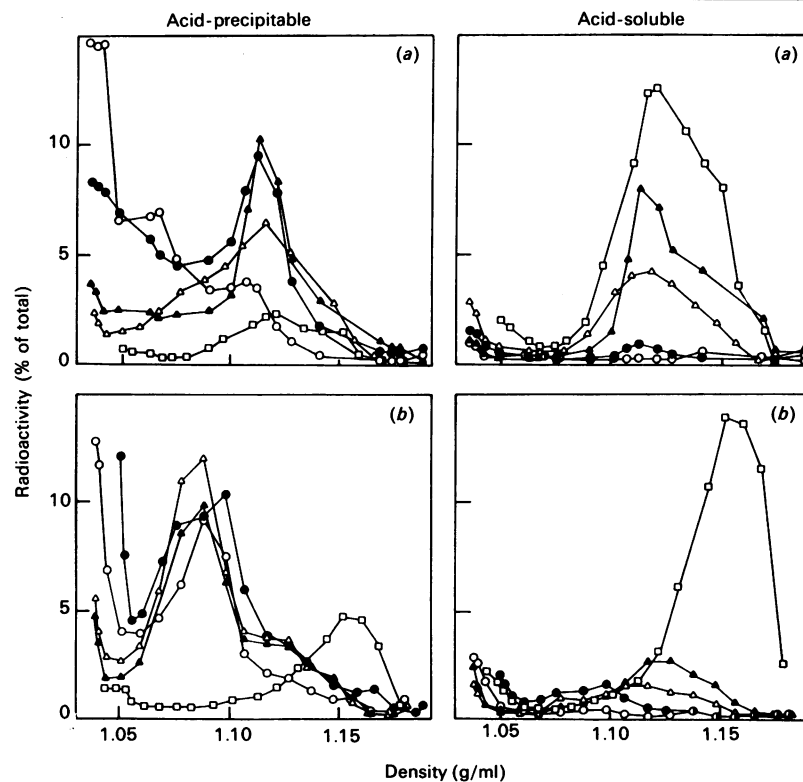 Acid-precipitable
Acid-soluble
(a)
(a)
10
5
0
(b)
(b)
10
5
0
1.05
1.10
1.15
1.05
1.10
1.15
Radioactivity (% of total)
Density (g/ml)